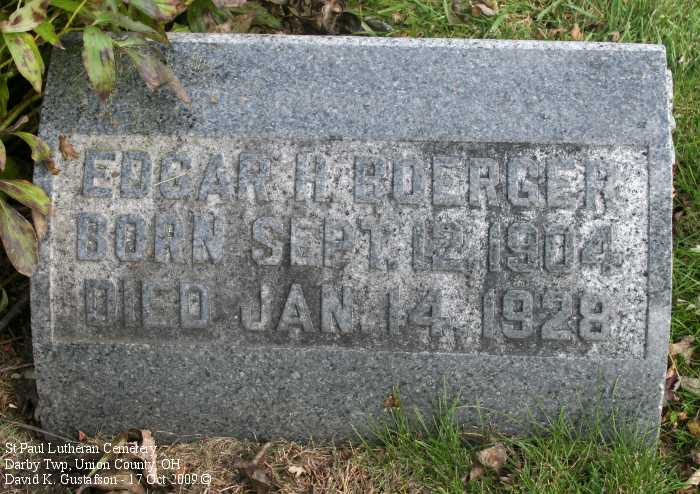 EDGAR H. BOERGER
BORN SEPT. 12, 1904
DIED JAN. 14, 1928
St Paul Lutheran Cemetery
Darby Twp, Union County, OH
David K. Gustafson - 17 Oct 2009 ©